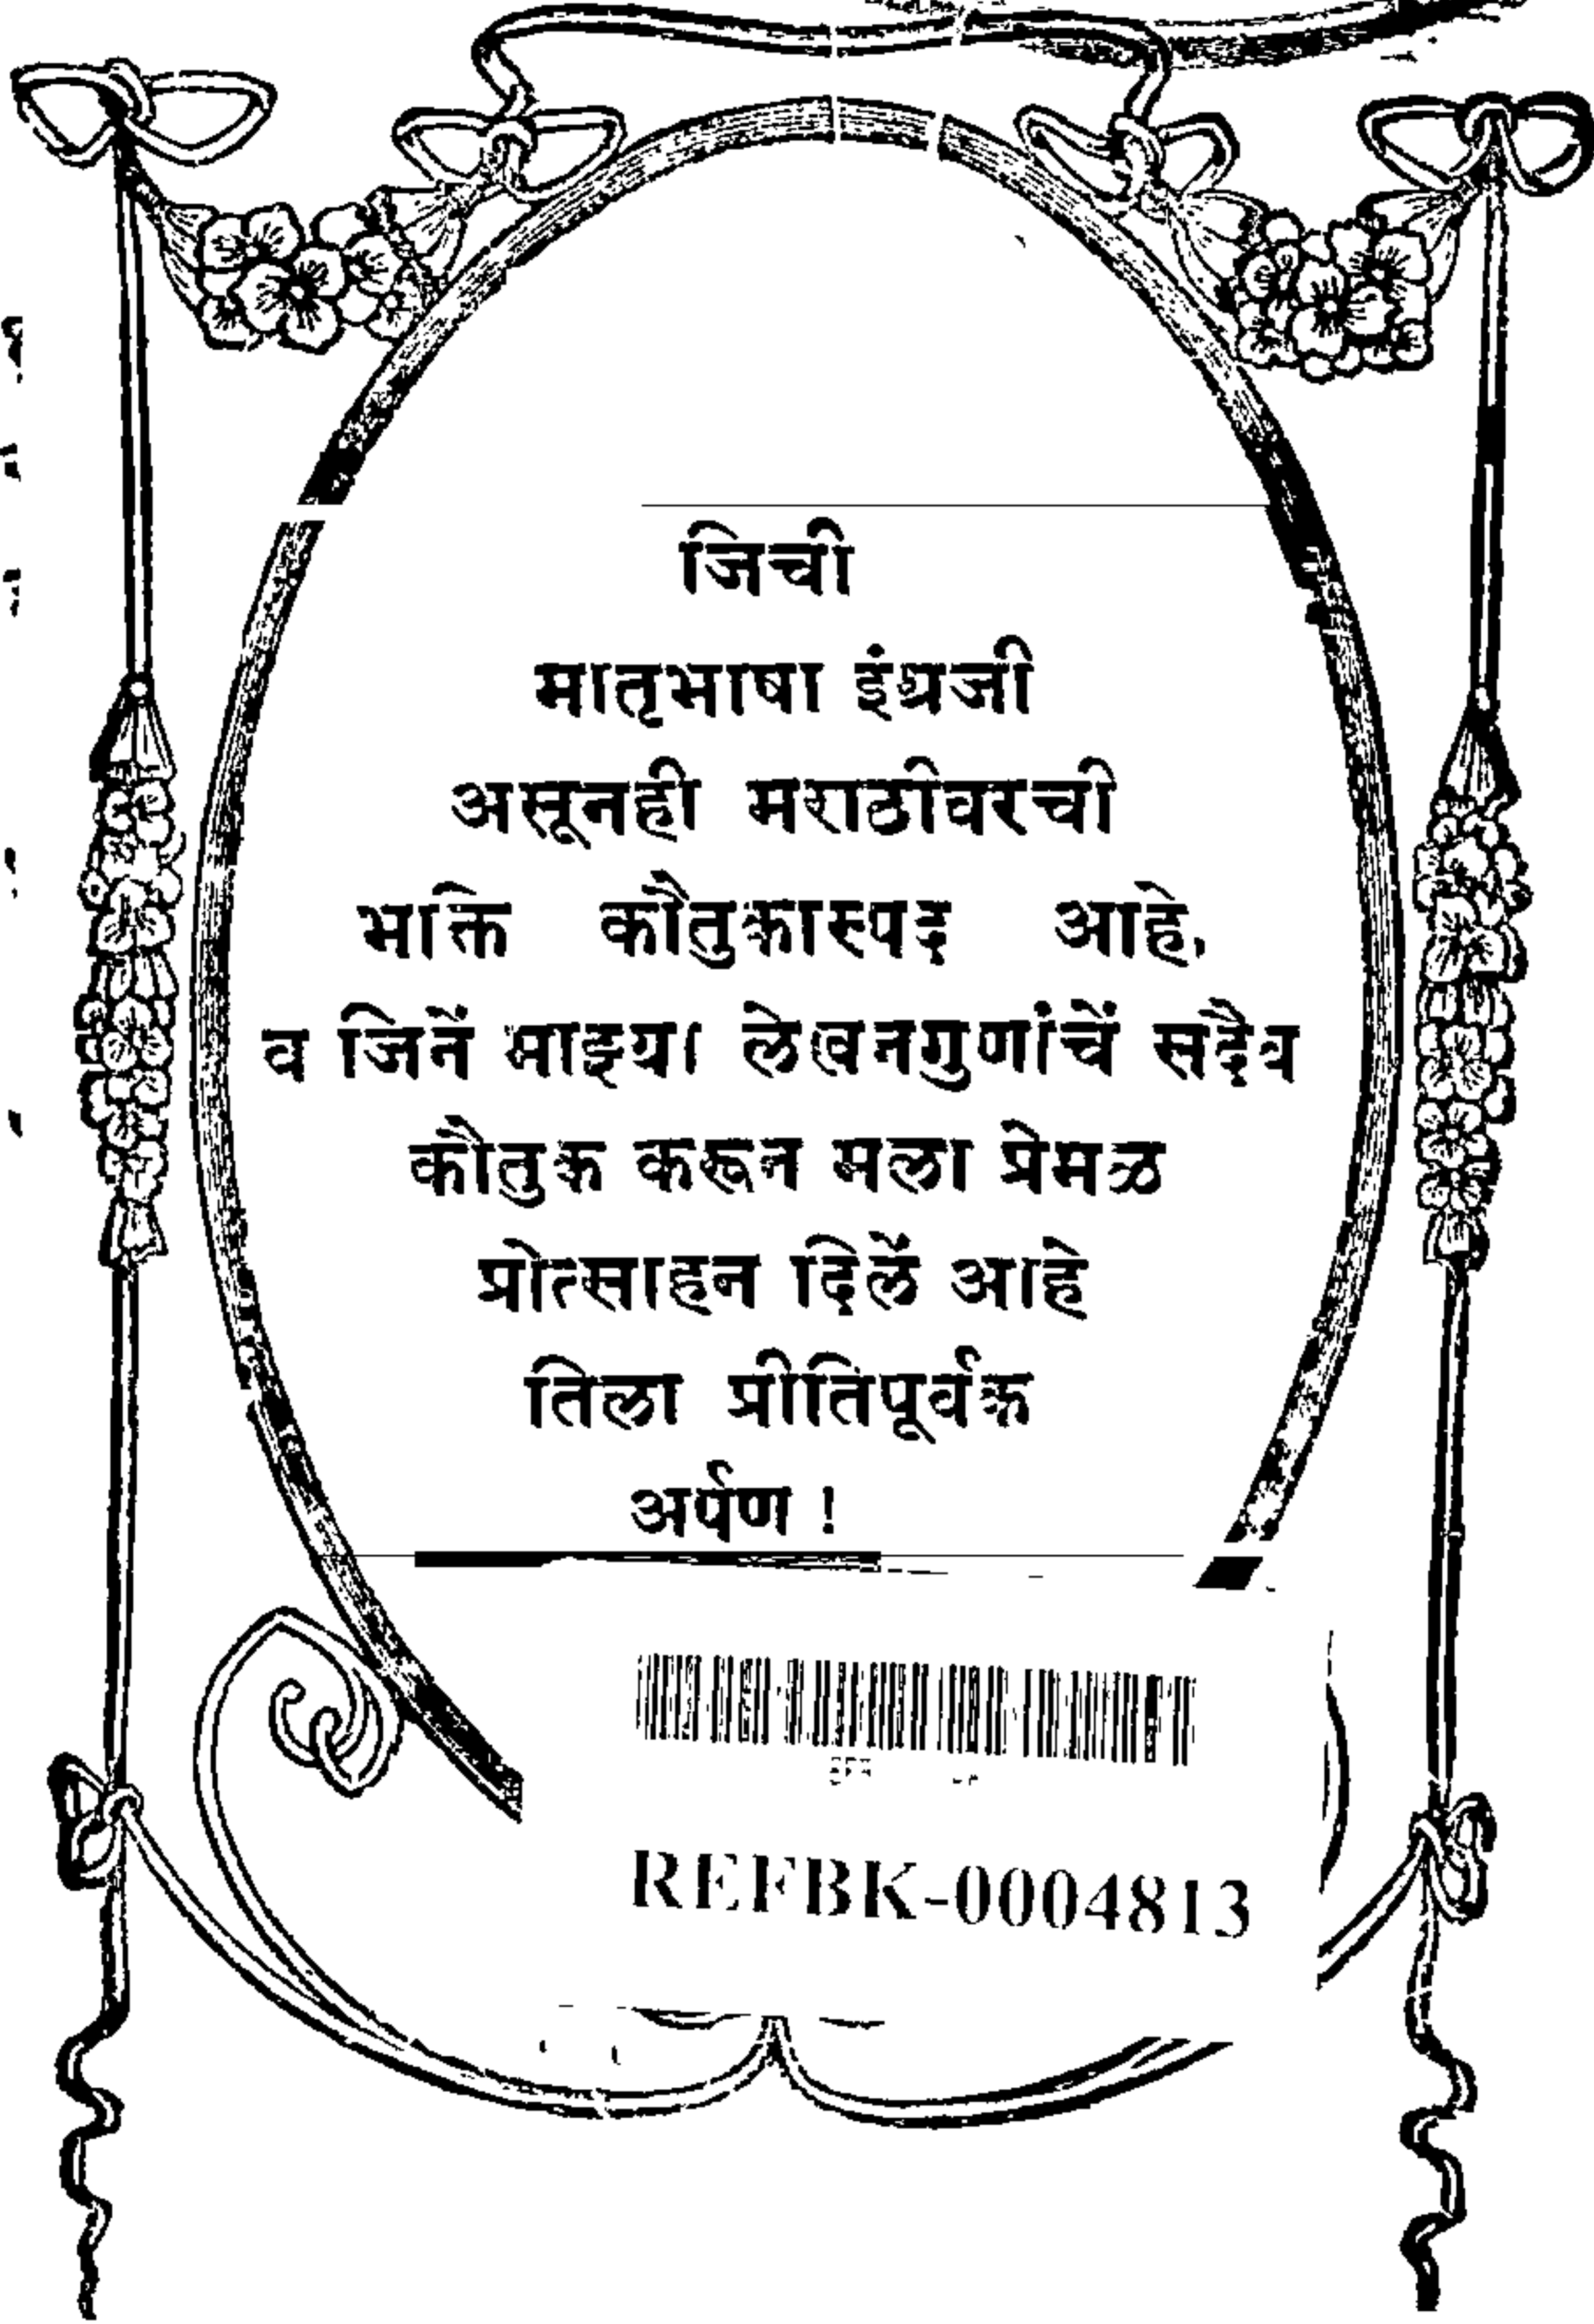 जिची
मातृभाषा इंग्रजी
असूनही मराठीवरची
भक्ति कौतुकास्पद आहे,
व जिनें माझ्या लेखनगुणांचें सदैव
कौतुक करून मला प्रेमळ
प्रोत्साहन दिलें आहे
तिला प्रीतिपूर्वक
अर्पण !
REFBK-0004813